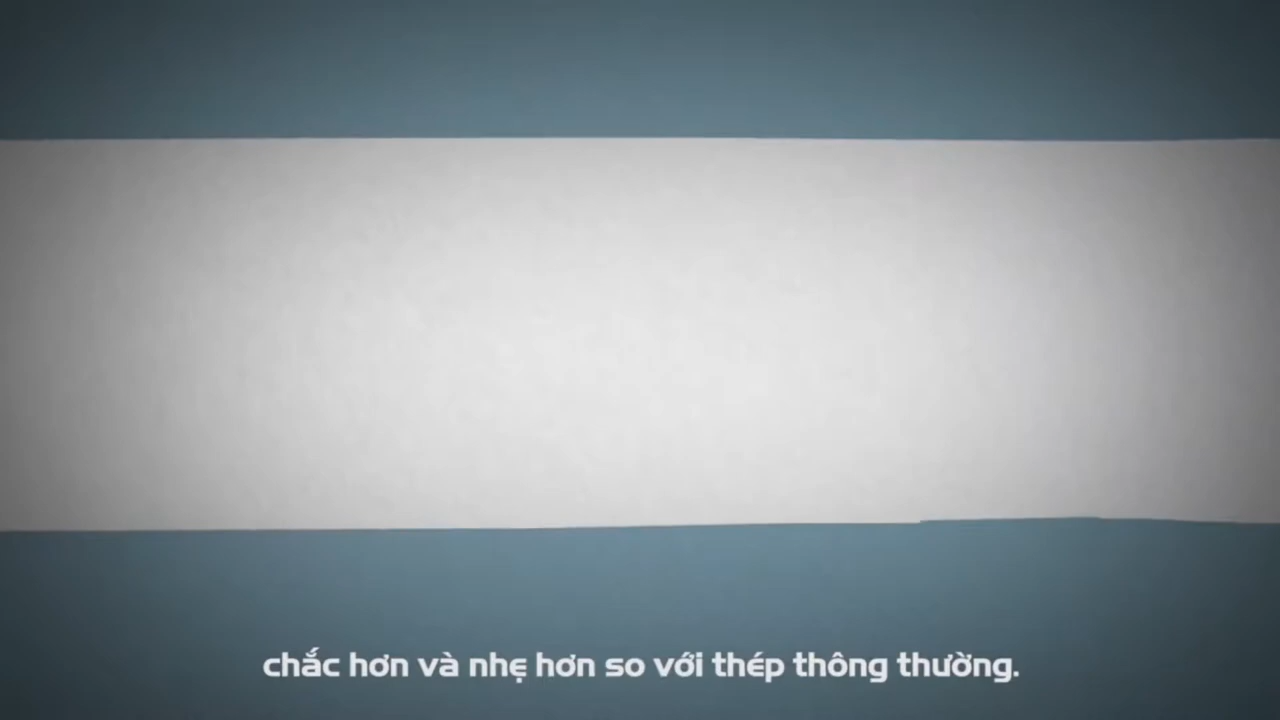 chắc hơn và nhẹ hơn so với thép thông thường.